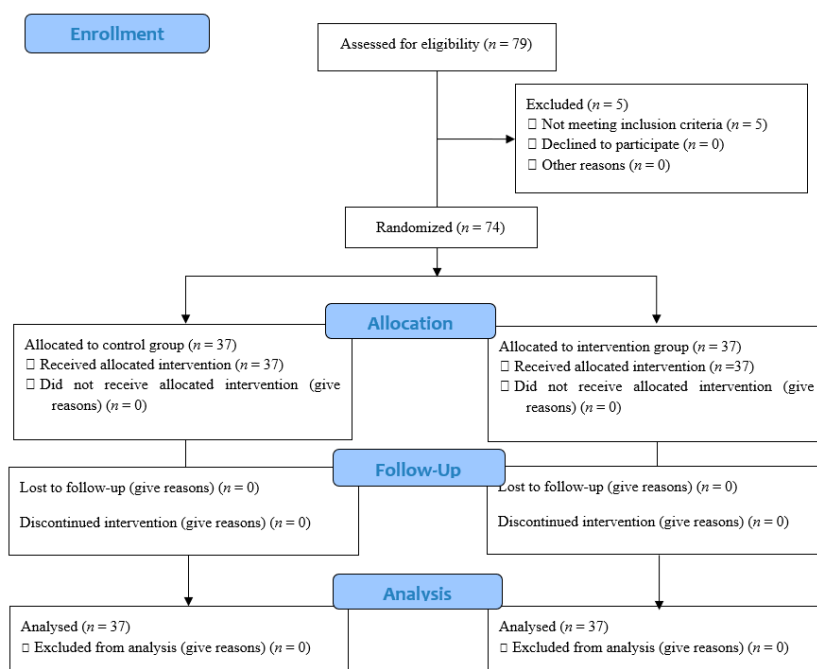 Enrollment
Assessed for eligibility (n = 79)
Excluded (n = 5)
□ Not meeting inclusion criteria (n = 5)
□ Declined to participate (n = 0)
□ Other reasons (n = 0)
Randomized (n = 74)
Allocation
Allocated to control group (n = 37)
□ Received allocated intervention (n = 37)
□ Did not receive allocated intervention (give
reasons) (n = 0)
Allocated to intervention group (n = 37)
□ Received allocated intervention (n =37)
□ Did not receive allocated intervention (give
reasons) (n = 0)
Follow-Up
Lost to follow-up (give reasons) (n = 0)
Discontinued intervention (give reasons) (n = 0)
Lost to follow-up (give reasons) (n = 0)
Discontinued intervention (give reasons) (n = 0)
Analysis
Analysed (n = 37)
□ Excluded from analysis (give reasons) (n = 0)
Analysed (n = 37)
□ Excluded from analysis (give reasons) (n = 0)